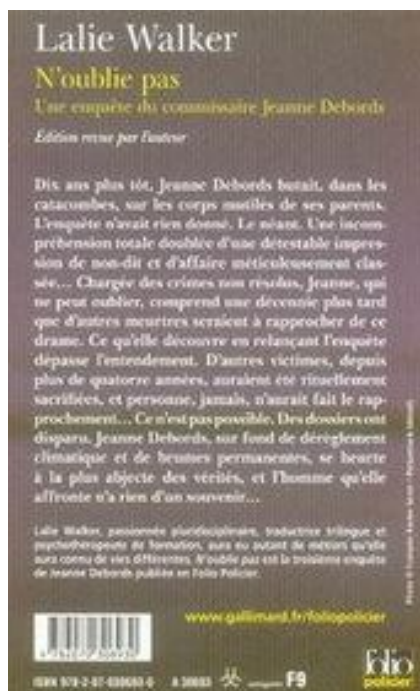 Lalie Walker
N'oublie pas
Une enquête du commissaire Jeanne Debords
Édition revue par l'auteur
Dix ans plus tôt, Jeanne Debords butait, dans les
catacombes, sur les corps mutilés de ses parents.
L'enquête n'avait rien donné. Le néant. Une incom-
préhension totale doublée d'une détestable impres-
sion de non-dit et d'affaire méticuleusement clas-
sée... Chargée des crimes non résolus, Jeanne, qui
ne peut oublier, comprend une décennie plus tard
que d'autres meurtres seraient à rapprocher de ce
drame. Ce qu'elle découvre en relançant l'enquête
dépasse l'entendement. D'autres victimes, depuis
plus de quatorze années, auraient été rituellement
sacrifiées, et personne, jamais, n'aurait fait le rap-
prochement... Ce n'est pas possible. Des dossiers ont
disparu, Jeanne Debords, sur fond de dérèglement
climatique et de brumes permanentes, se heurte
à la plus abjecte des vérités, et l'homme qu'elle
affronte n'a rien d'un souvenir...
Lalie Walker, passionnée pluridisciplinaire, traductrice trilingue et
psychothérapeute de formation, aura eu autant de métiers qu'elle
aura connu de vies différentes. N'oublie pas est la troisième enquête
de Jeanne Debords publiée en Folio Policier.
www.gallimard.fr/foliopolicier
ISBN 978-2-07-030693-0 A 30693 catégorie F9
folio
policier